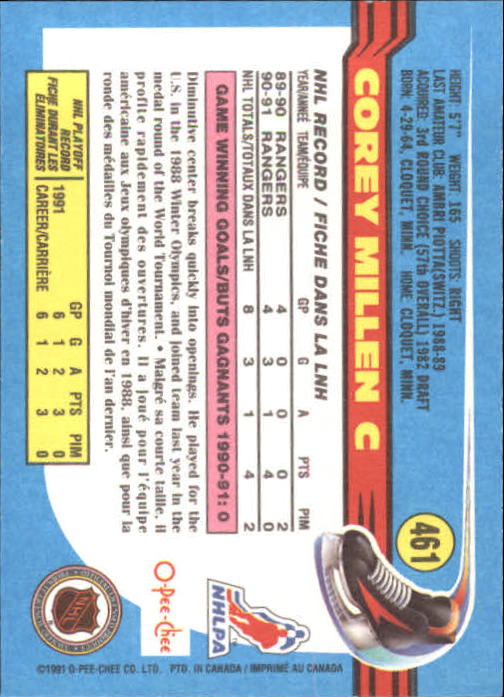 461
COREY MILLEN C
HEIGHT: 5'7" WEIGHT: 165 SHOOTS: RIGHT
LAST AMATEUR CLUB: AMBRI PIOTTA(SWITZ.) 1988-89
ACQUIRED: 3rd ROUND CHOICE (57th OVERALL), 1982 DRAFT
BORN: 4-29-64, CLOQUET, MINN. HOME: CLOQUET, MINN.
NHL RECORD / FICHE DANS LA LNH
YEAR/ANNÉE TEAM/ÉQUIPE GP G A PTS PIM
89-90 RANGERS 4 0 0 0 2
90-91 RANGERS 4 3 1 4 0
NHL TOTALS/TOTAUX DANS LA LNH 8 3 1 4 2
GAME WINNING GOALS/BUTS GAGNANTS 1990-91: 0
Diminutive center breaks quickly into openings. He played for the
U.S. in the 1988 Winter Olympics, and joined team last year in the
medal round of the World Tournament. • Malgré sa courte taille, il
profite rapidement des ouvertures. Il a joué pour l'équipe
américaine aux Jeux olympiques d'hiver en 1988, ainsi que pour la
ronde des médailles du Tournoi mondial de l'an dernier.
NHL PLAYOFF
RECORD
FICHE DURANT LES
ÉLIMINATOIRES
GP G A PTS PIM
1991 6 1 2 3 0
CAREER/CARRIÈRE 6 1 2 3 0
NHLPA
O-Pee-Chee
NHL
©1991 O-PEE-CHEE CO. LTD. PTD. IN CANADA / IMPRIMÉ AU CANADA